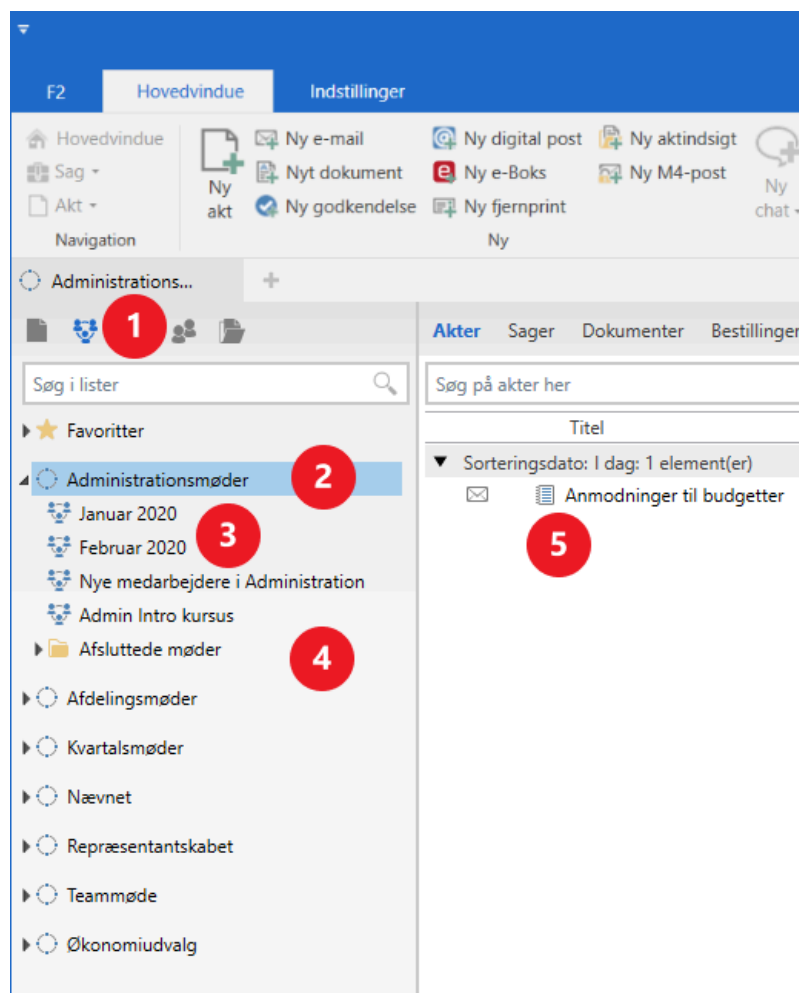 F2 Hovedvindue Indstillinger
Hovedvindue Ny e-mail Ny digital post Ny aktindsigt
Sag Nyt dokument Ny e-Boks Ny M4-post
Akt Ny akt Ny godkendelse Ny fjernprint Ny chat
Navigation Ny
Administrations... +
1
Akter Sager Dokumenter Bestillinger
Søg i lister Søg på akter her
Titel
Favoritter
Sorteringsdato: I dag: 1 element(er)
Administrationsmøder 2
Anmodninger til budgetter
Januar 2020
3
5
Februar 2020
Nye medarbejdere i Administration
Admin Intro kursus
Afsluttede møder 4
Afdelingsmøder
Kvartalsmøder
Nævnet
Repræsentantskabet
Teammøde
Økonomiudvalg